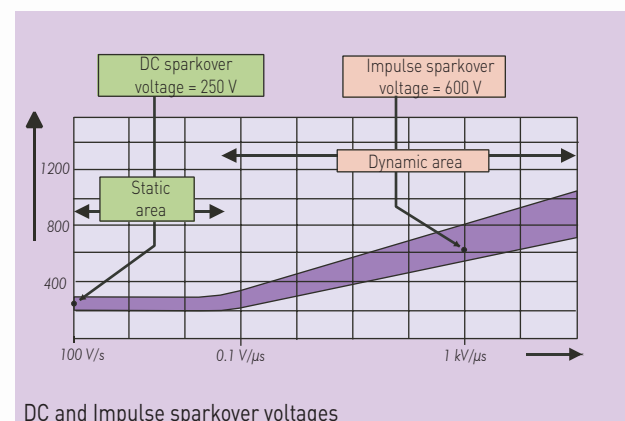 DC sparkover
voltage = 250 V
Impulse sparkover
voltage = 600 V
Dynamic area
1200
Static
area
800
400
100 V/s
0.1 V/µs
1 kV/µs
DC and Impulse sparkover voltages